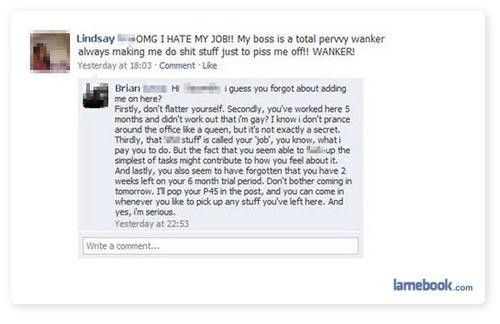 Lindsay OMG I HATE MY JOB!! My boss is a total pervvy wanker
always making me do shit stuff just to piss me off!! WANKER!
Yesterday at 18:03 · Comment · Like
Brian Hi i guess you forgot about adding
me on here?
Firstly, don't flatter yourself. Secondly, you've worked here 5
months and didn't work out that i'm gay? I know i don't prance
around the office like a queen, but it's not exactly a secret.
Thirdly, that ' stuff' is called your 'job', you know, what i
pay you to do. But the fact that you seem able to -up the
simplest of tasks might contribute to how you feel about it.
And lastly, you also seem to have forgotten that you have 2
weeks left on your 6 month trial period. Don't bother coming in
tomorrow. I'll pop your P45 in the post, and you can come in
whenever you like to pick up any stuff you've left here. And
yes, i'm serious.
Yesterday at 22:53
Write a comment...
lamebook.com